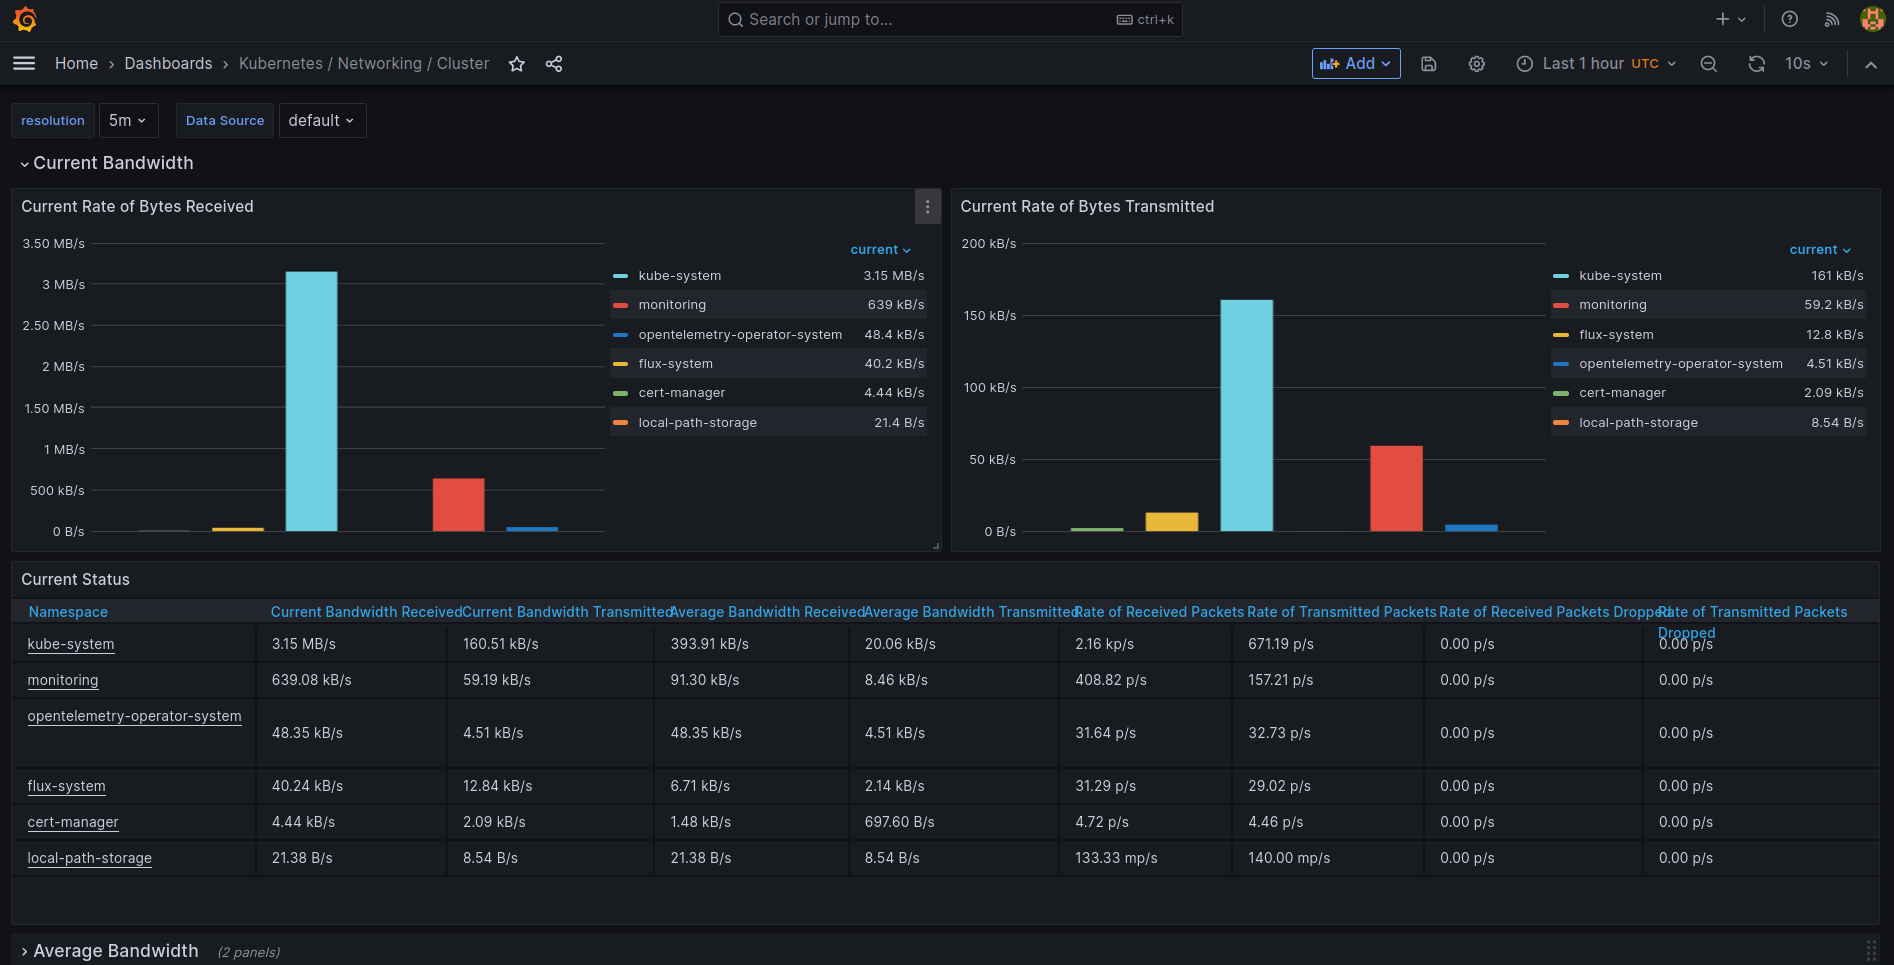 Search or jump to...
ctrl+k
Home › Dashboards › Kubernetes / Networking / Cluster
Add
Last 1 hour UTC
10s
resolution 5m
Data Source default
Current Bandwidth
Current Rate of Bytes Received
3.50 MB/s
3 MB/s
2.50 MB/s
2 MB/s
1.50 MB/s
1 MB/s
500 kB/s
0 B/s
current
kube-system 3.15 MB/s
monitoring 639 kB/s
opentelemetry-operator-system 48.4 kB/s
flux-system 40.2 kB/s
cert-manager 4.44 kB/s
local-path-storage 21.4 B/s
Current Rate of Bytes Transmitted
200 kB/s
150 kB/s
100 kB/s
50 kB/s
0 B/s
current
kube-system 161 kB/s
monitoring 59.2 kB/s
flux-system 12.8 kB/s
opentelemetry-operator-system 4.51 kB/s
cert-manager 2.09 kB/s
local-path-storage 8.54 B/s
Current Status
Namespace Current Bandwidth Received Current Bandwidth Transmitted Average Bandwidth Received Average Bandwidth Transmitted Rate of Received Packets Rate of Transmitted Packets Rate of Received Packets Dropped Rate of Transmitted Packets
Dropped
kube-system 3.15 MB/s 160.51 kB/s 393.91 kB/s 20.06 kB/s 2.16 kp/s 671.19 p/s 0.00 p/s 0.00 p/s
monitoring 639.08 kB/s 59.19 kB/s 91.30 kB/s 8.46 kB/s 408.82 p/s 157.21 p/s 0.00 p/s 0.00 p/s
opentelemetry-operator-system 48.35 kB/s 4.51 kB/s 48.35 kB/s 4.51 kB/s 31.64 p/s 32.73 p/s 0.00 p/s 0.00 p/s
flux-system 40.24 kB/s 12.84 kB/s 6.71 kB/s 2.14 kB/s 31.29 p/s 29.02 p/s 0.00 p/s 0.00 p/s
cert-manager 4.44 kB/s 2.09 kB/s 1.48 kB/s 697.60 B/s 4.72 p/s 4.46 p/s 0.00 p/s 0.00 p/s
local-path-storage 21.38 B/s 8.54 B/s 21.38 B/s 8.54 B/s 133.33 mp/s 140.00 mp/s 0.00 p/s 0.00 p/s
Average Bandwidth (2 panels)